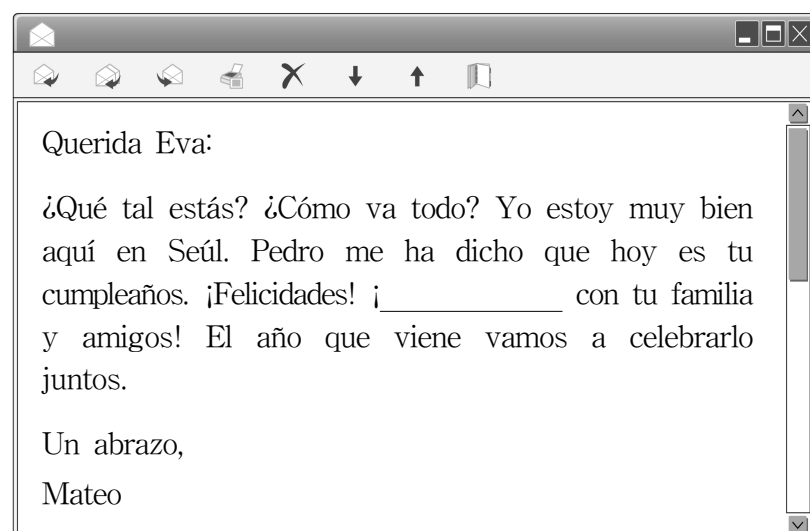 Querida Eva:
¿Qué tal estás? ¿Cómo va todo? Yo estoy muy bien
aquí en Seúl. Pedro me ha dicho que hoy es tu
cumpleaños. ¡Felicidades! ¡____________ con tu familia
y amigos! El año que viene vamos a celebrarlo
juntos.
Un abrazo,
Mateo